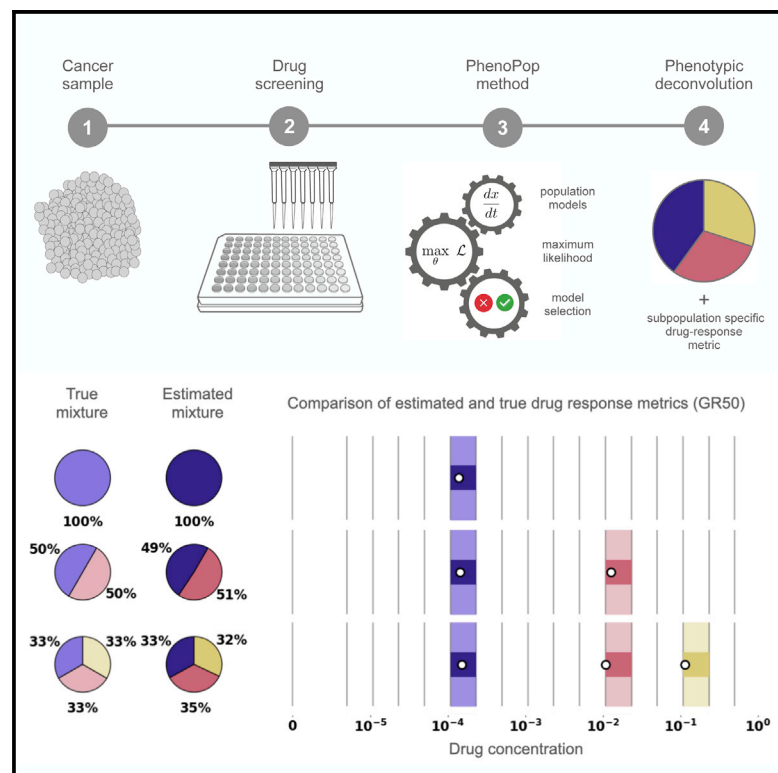 Cancer
sample
Drug
screening
PhenoPop
method
Phenotypic
deconvolution
1
2
3
4
dx
dt
population
models
max ℒ
θ
maximum
likelihood
model
selection
+
subpopulation specific
drug-response
metric
True
mixture
Estimated
mixture
Comparison of estimated and true drug response metrics (GR50)
100%
100%
50%
50%
49%
51%
33%
33%
33%
33%
32%
35%
0
10⁻⁵
10⁻⁴
10⁻³
10⁻²
10⁻¹
10⁰
Drug concentration